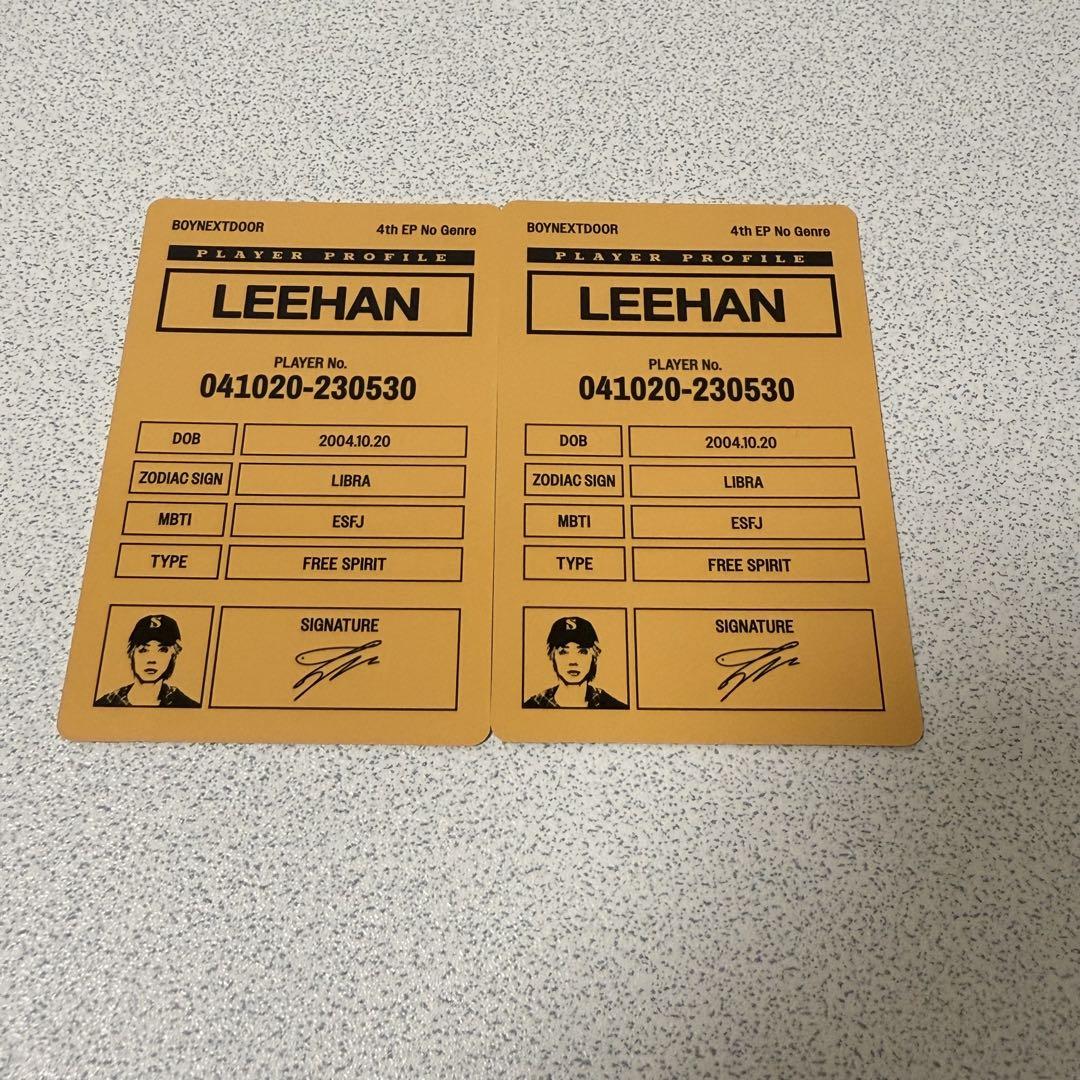 BOYNEXTDOOR 4th EP No Genre
PLAYER PROFILE
LEEHAN
PLAYER No.
041020-230530
DOB 2004.10.20
ZODIAC SIGN LIBRA
MBTI ESFJ
TYPE FREE SPIRIT
S
SIGNATURE
BOYNEXTDOOR 4th EP No Genre
PLAYER PROFILE
LEEHAN
PLAYER No.
041020-230530
DOB 2004.10.20
ZODIAC SIGN LIBRA
MBTI ESFJ
TYPE FREE SPIRIT
S
SIGNATURE